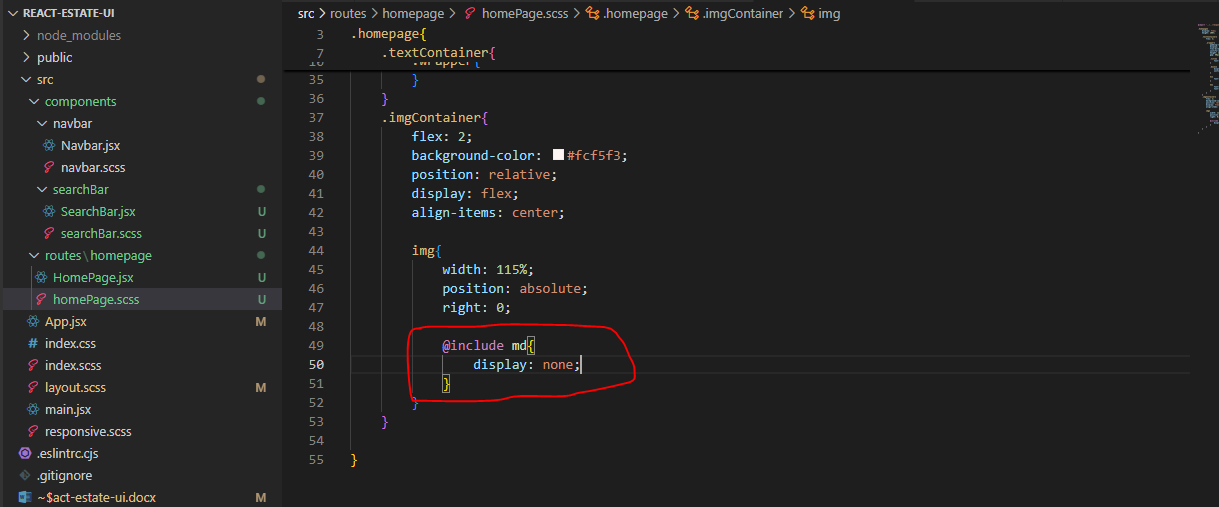 REACT-ESTATE-UI
node_modules
public
src
components
navbar
Navbar.jsx
navbar.scss
searchBar
SearchBar.jsx U
searchBar.scss U
routes\homepage
HomePage.jsx U
homePage.scss U
App.jsx M
# index.css
index.scss
layout.scss M
main.jsx
responsive.scss
.eslintrc.cjs
.gitignore
~$act-estate-ui.docx M
src > routes > homepage > homePage.scss > .homepage > .imgContainer > img
3 .homepage{
7 .textContainer{
.wrapper{
35 }
36 }
37 .imgContainer{
38 flex: 2;
39 background-color: #fcf5f3;
40 position: relative;
41 display: flex;
42 align-items: center;
43
44 img{
45 width: 115%;
46 position: absolute;
47 right: 0;
48
49 @include md{
50 display: none;
51 }
52 }
53 }
54
55 }